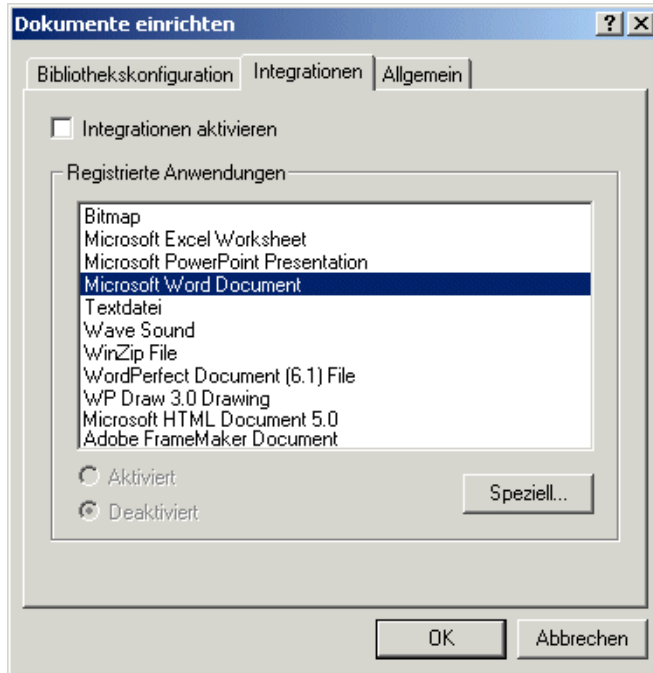 Dokumente einrichten
Bibliothekskonfiguration Integrationen Allgemein
Integrationen aktivieren
Registrierte Anwendungen
Bitmap
Microsoft Excel Worksheet
Microsoft PowerPoint Presentation
Microsoft Word Document
Textdatei
Wave Sound
WinZip File
WordPerfect Document (6.1) File
WP Draw 3.0 Drawing
Microsoft HTML Document 5.0
Adobe FrameMaker Document
Aktiviert
Speziell...
Deaktiviert
OK Abbrechen